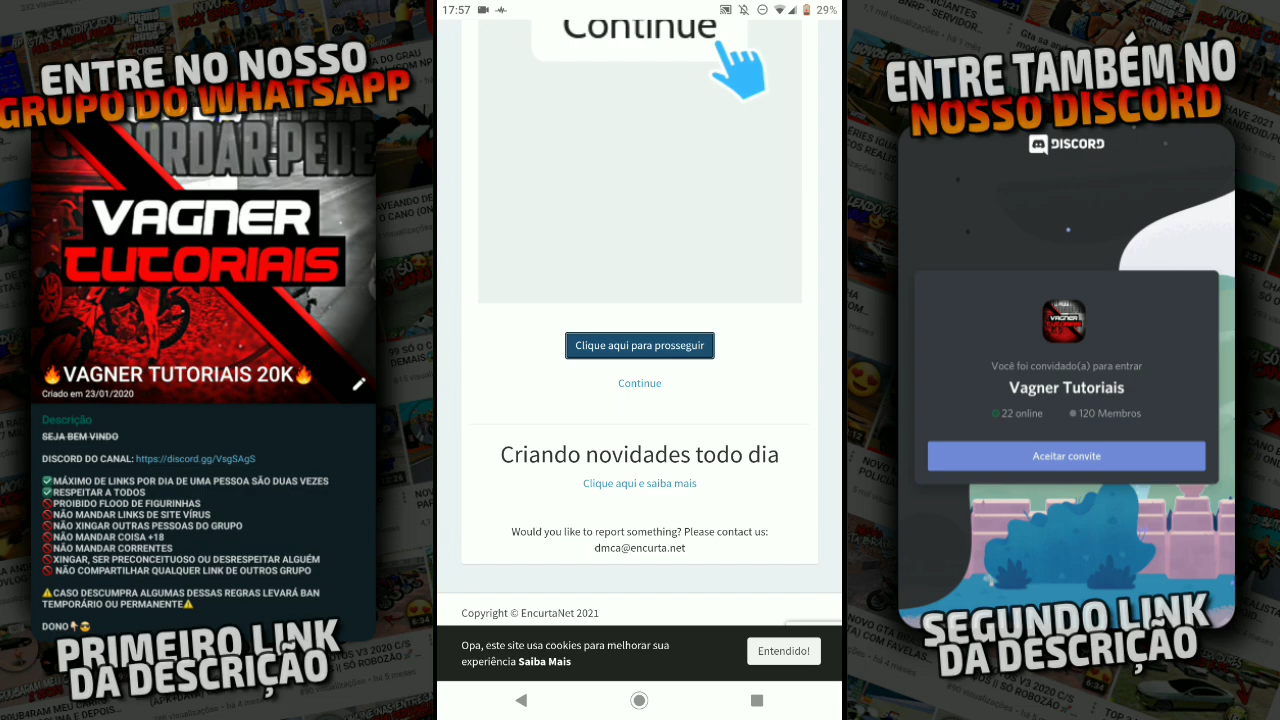 ENTRE NO NOSSO
GRUPO DO WHATSAPP
RDAR PEDE
VAGNER
TUTORIAIS
🔥VAGNER TUTORIAIS 20K🔥
Criado em 23/01/2020
Descrição
SEJA BEM VINDO
DISCORD DO CANAL: https://discord.gg/VsgSAgS
✅MÁXIMO DE LINKS POR DIA DE UMA PESSOA SÃO DUAS VEZES
✅RESPEITAR A TODOS
🚫PROIBIDO FLOOD DE FIGURINHAS
🚫NÃO MANDAR LINKS DE SITE VÍRUS
🚫NÃO XINGAR OUTRAS PESSOAS DO GRUPO
🚫NÃO MANDAR COISA +18
🚫NÃO MANDAR CORRENTES
🚫XINGAR, SER PRECONCEITUOSO OU DESRESPEITAR ALGUÉM
🚫 NÃO COMPARTILHAR QUALQUER LINK DE OUTROS GRUPO
⚠️CASO DESCUMPRA ALGUMAS DESSAS REGRAS LEVARÁ BAN
TEMPORÁRIO OU PERMANENTE⚠️
DONO👇😎
PRIMEIRO LINK
DA DESCRIÇÃO
17:57
29%
Continue
Clique aqui para prosseguir
Continue
Criando novidades todo dia
Clique aqui e saiba mais
Would you like to report something? Please contact us:
dmca@encurta.net
Copyright © EncurtaNet 2021
Opa, este site usa cookies para melhorar sua
experiência Saiba Mais
Entendido!
ENTRE TAMBÉM NO
NOSSO DISCORD
DISCORD
VAGNER
TUTORIAIS
Você foi convidado(a) para entrar
Vagner Tutoriais
22 online
120 Membros
Aceitar convite
SEGUNDO LINK
DA DESCRIÇÃO